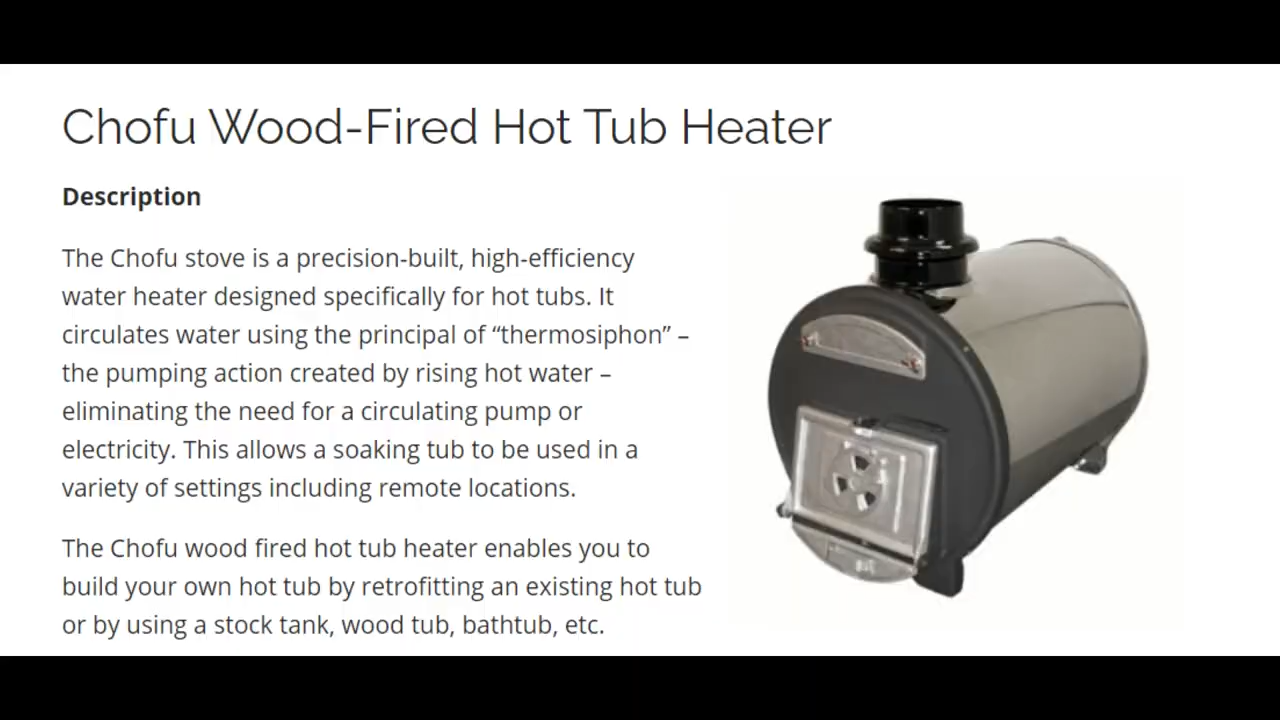 Chofu Wood-Fired Hot Tub Heater
Description
The Chofu stove is a precision-built, high-efficiency
water heater designed specifically for hot tubs. It
circulates water using the principal of “thermosiphon” –
the pumping action created by rising hot water –
eliminating the need for a circulating pump or
electricity. This allows a soaking tub to be used in a
variety of settings including remote locations.
The Chofu wood fired hot tub heater enables you to
build your own hot tub by retrofitting an existing hot tub
or by using a stock tank, wood tub, bathtub, etc.